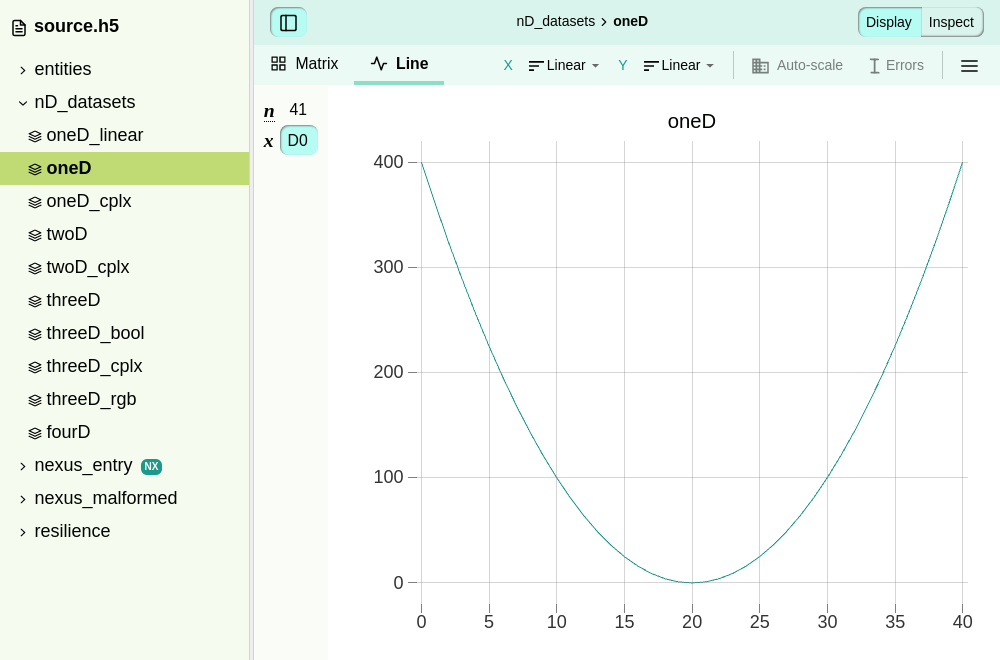 source.h5
entities
nD_datasets
oneD_linear
oneD
oneD_cplx
twoD
twoD_cplx
threeD
threeD_bool
threeD_cplx
threeD_rgb
fourD
nexus_entry NX
nexus_malformed
resilience
nD_datasets › oneD
Display Inspect
Matrix Line X Linear Y Linear Auto-scale Errors
n 41
x D0
oneD
400
300
200
100
0
0 5 10 15 20 25 30 35 40